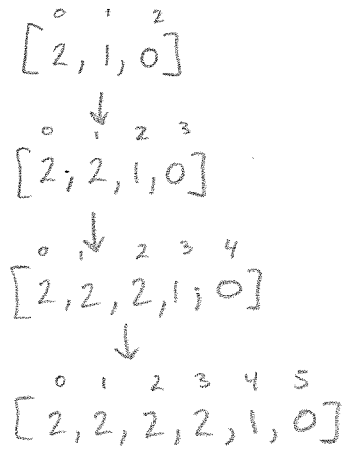 0 1 2
[2, 1, 0]
↓
0 1 2 3
[2, 2, 1, 0]
↓
0 1 2 3 4
[2, 2, 2, 1, 0]
↓
0 1 2 3 4 5
[2, 2, 2, 2, 1, 0]